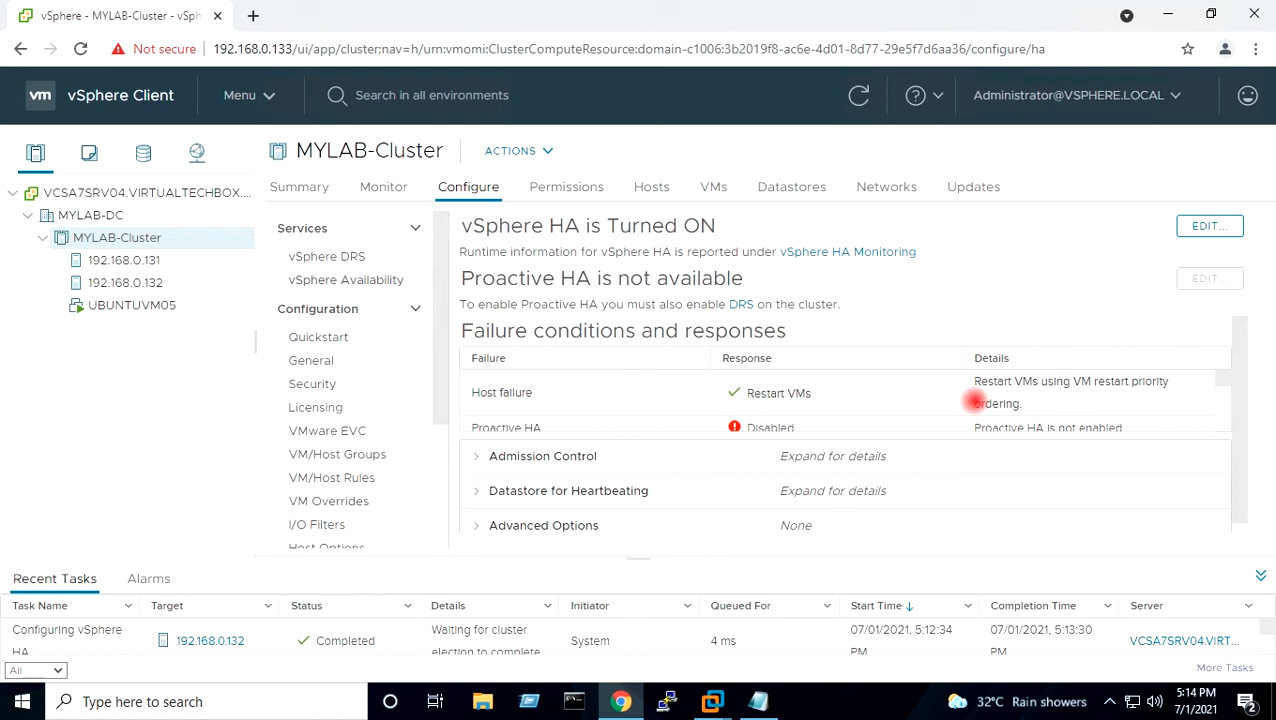 vSphere - MYLAB-Cluster - vSph
Not secure
192.168.0.133/ui/app/cluster;nav=h/urn:vmomi:ClusterComputeResource:domain-c1006:3b2019f8-ac6e-4d01-8d77-29e5f7d6aa36/configure/ha
vm vSphere Client
Menu
Search in all environments
Administrator@VSPHERE.LOCAL
VCSA7SRV04.VIRTUALTECHBOX....
MYLAB-DC
MYLAB-Cluster
192.168.0.131
192.168.0.132
UBUNTUVM05
MYLAB-Cluster
ACTIONS
Summary Monitor Configure Permissions Hosts VMs Datastores Networks Updates
Services
vSphere DRS
vSphere Availability
Configuration
Quickstart
General
Security
Licensing
VMware EVC
VM/Host Groups
VM/Host Rules
VM Overrides
I/O Filters
Host Options
vSphere HA is Turned ON
EDIT...
Runtime information for vSphere HA is reported under vSphere HA Monitoring
Proactive HA is not available
EDIT...
To enable Proactive HA you must also enable DRS on the cluster.
Failure conditions and responses
Failure Response Details
Host failure Restart VMs Restart VMs using VM restart priority
ordering.
Proactive HA Disabled Proactive HA is not enabled
Admission Control Expand for details
Datastore for Heartbeating Expand for details
Advanced Options None
Recent Tasks Alarms
Task Name Target Status Details Initiator Queued For Start Time Completion Time Server
Configuring vSphere
HA
192.168.0.132
Completed
Waiting for cluster
election to complete
System
4 ms
07/01/2021, 5:12:34
PM
07/01/2021, 5:13:30
PM
VCSA7SRV04.VIRT...
All
More Tasks
Type here to search
32°C Rain showers
5:14 PM
7/1/2021
2